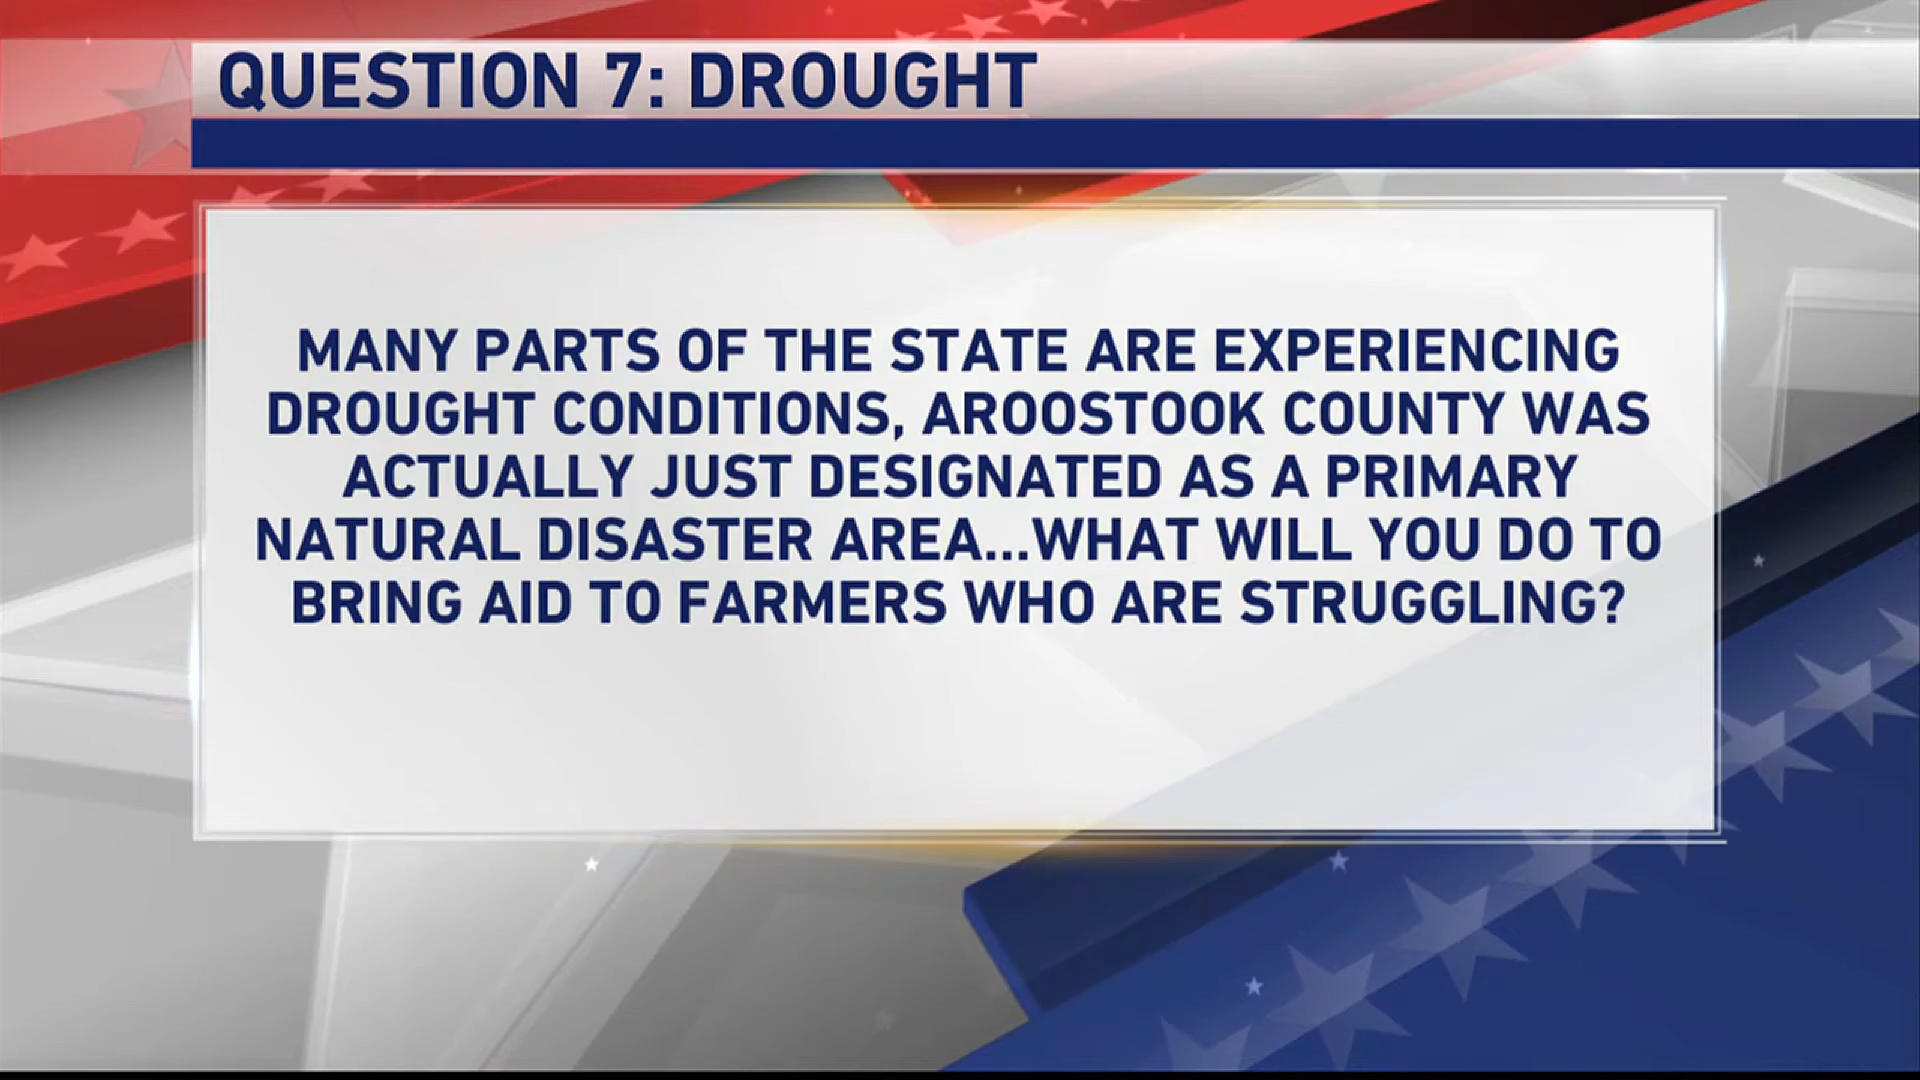 QUESTION 7: DROUGHT
MANY PARTS OF THE STATE ARE EXPERIENCING
DROUGHT CONDITIONS, AROOSTOOK COUNTY WAS
ACTUALLY JUST DESIGNATED AS A PRIMARY
NATURAL DISASTER AREA...WHAT WILL YOU DO TO
BRING AID TO FARMERS WHO ARE STRUGGLING?